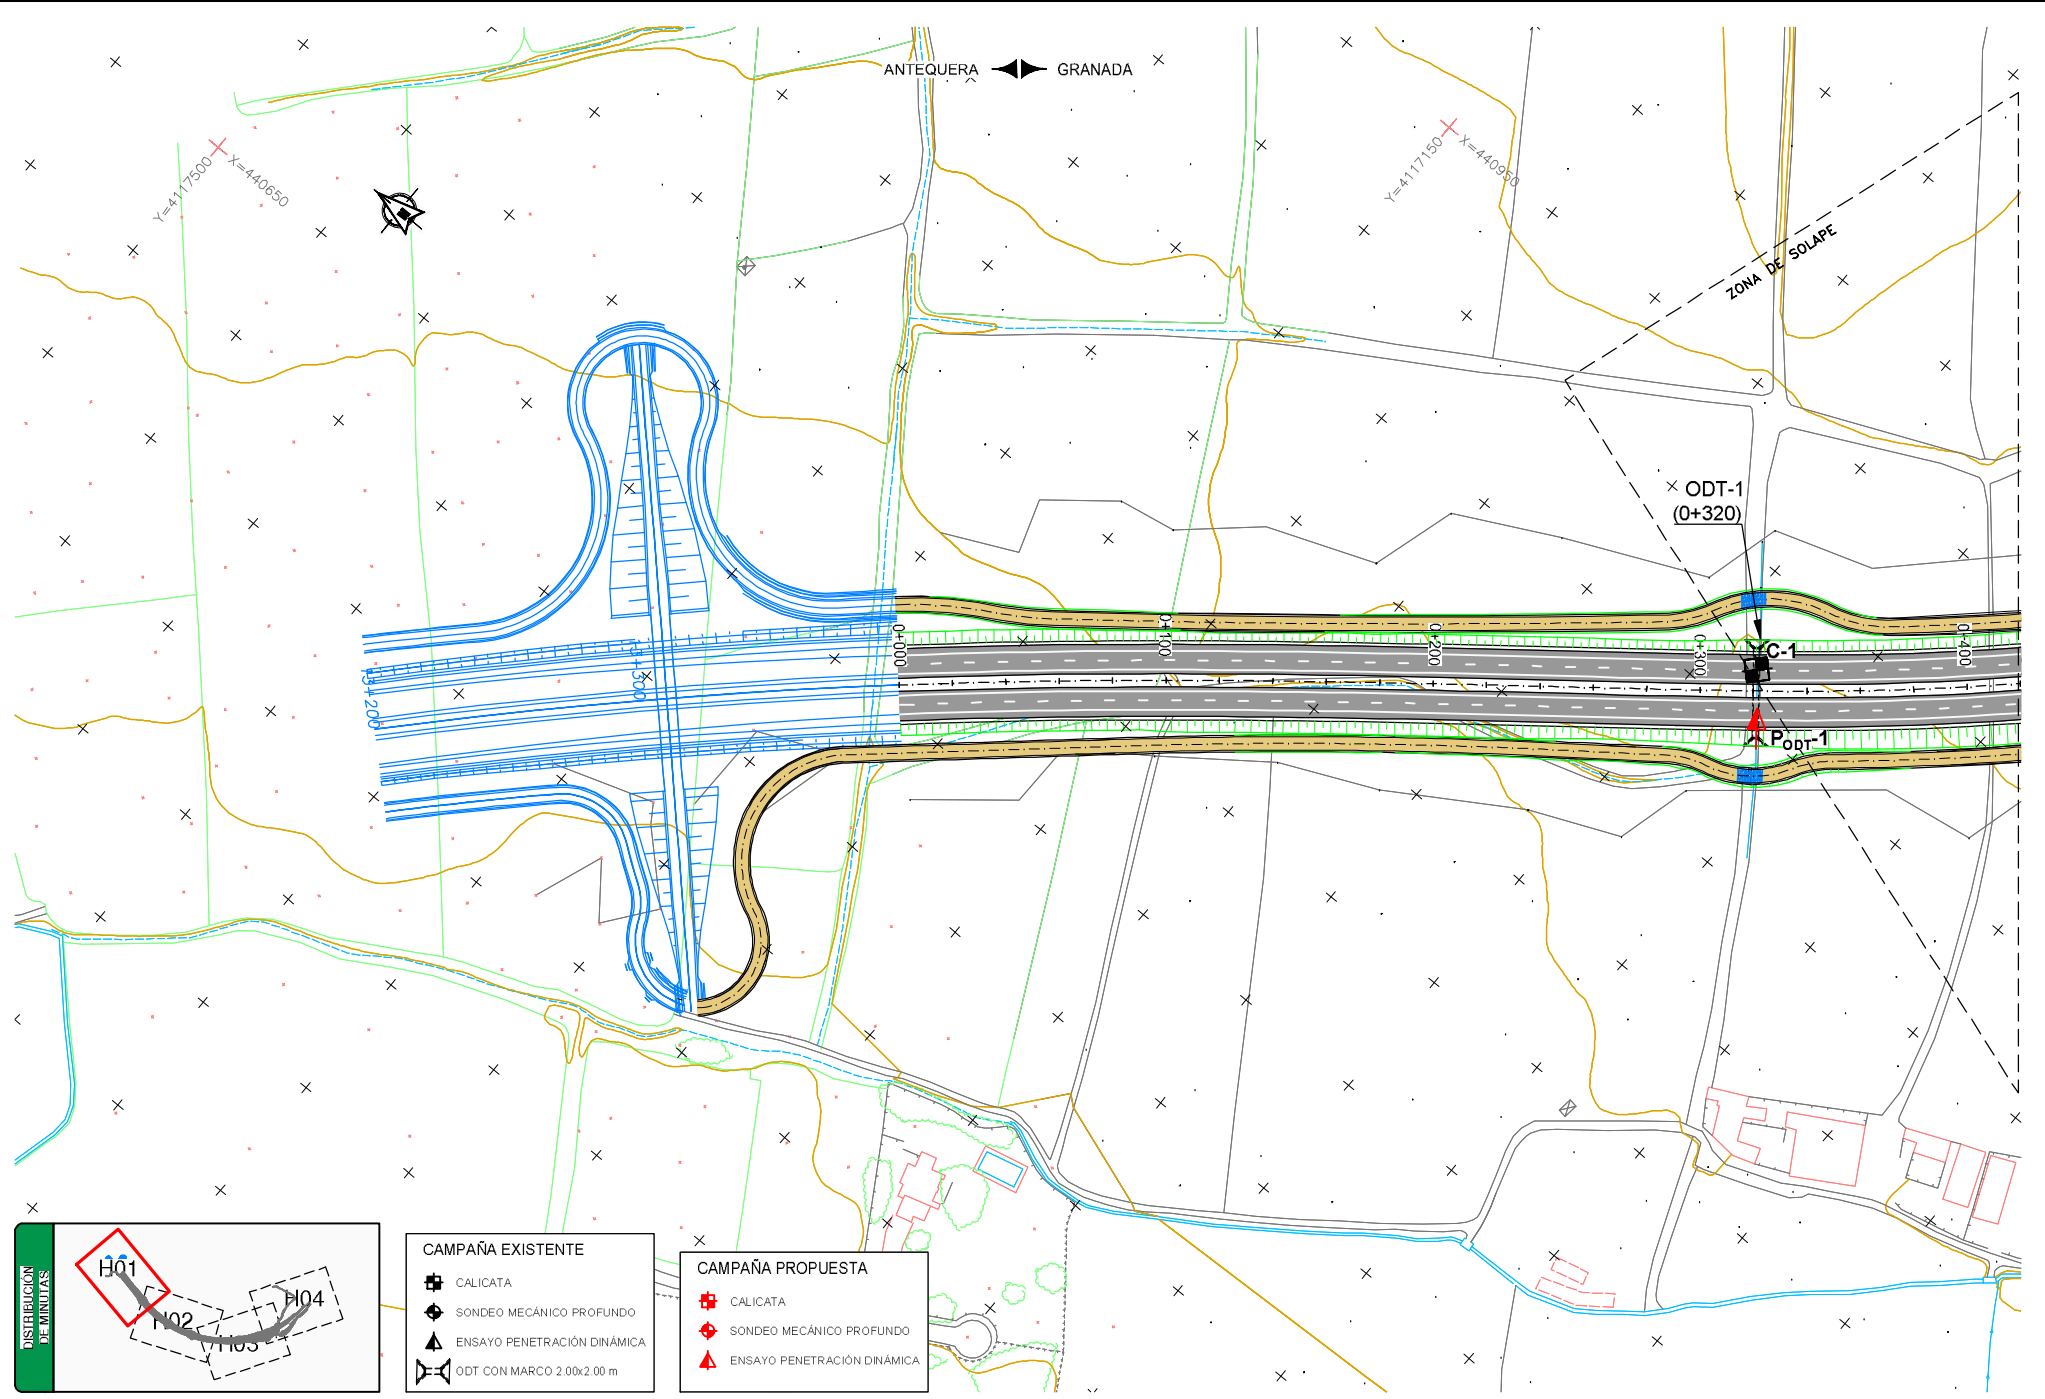 ANTEQUERA GRANADA
Y=4117500
X=440650
Y=4117150
X=440950
ZONA DE SOLAPE
ODT-1
(0+320)
0+000
0+100
0+200
0+300
0+400
C-1
PODT-1
DISTRIBUCIÓN
DE MINUTAS
H01
H02
H03
H04
CAMPAÑA EXISTENTE
CALICATA
SONDEO MECÁNICO PROFUNDO
ENSAYO PENETRACIÓN DINÁMICA
ODT CON MARCO 2.00x2.00 m
CAMPAÑA PROPUESTA
CALICATA
SONDEO MECÁNICO PROFUNDO
ENSAYO PENETRACIÓN DINÁMICA